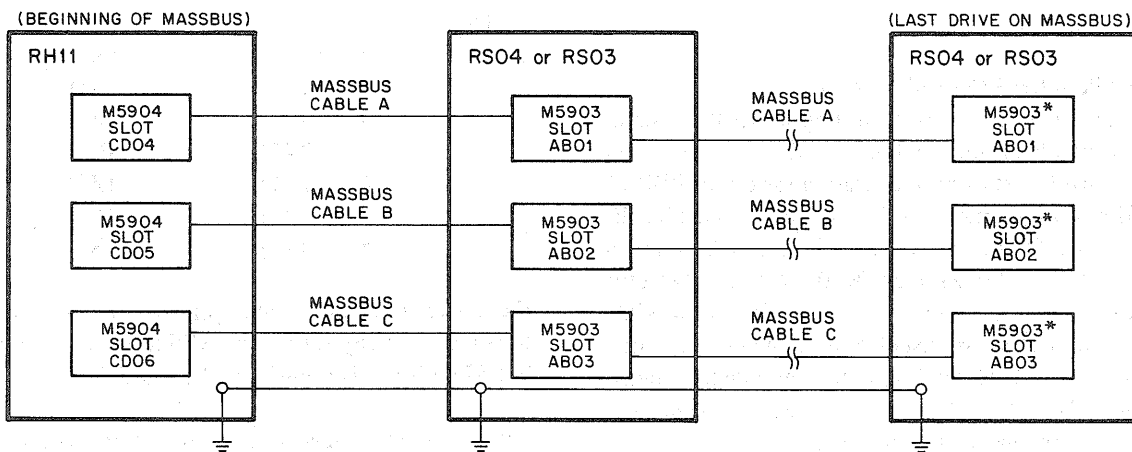 (BEGINNING OF MASSBUS)
RH11
M5904
SLOT
CD04
M5904
SLOT
CD05
M5904
SLOT
CD06
MASSBUS
CABLE A
MASSBUS
CABLE B
MASSBUS
CABLE C
RS04 or RS03
M5903
SLOT
AB01
M5903
SLOT
AB02
M5903
SLOT
AB03
MASSBUS
CABLE A
MASSBUS
CABLE B
MASSBUS
CABLE C
(LAST DRIVE ON MASSBUS)
RS04 or RS03
M5903*
SLOT
AB01
M5903*
SLOT
AB02
M5903*
SLOT
AB03